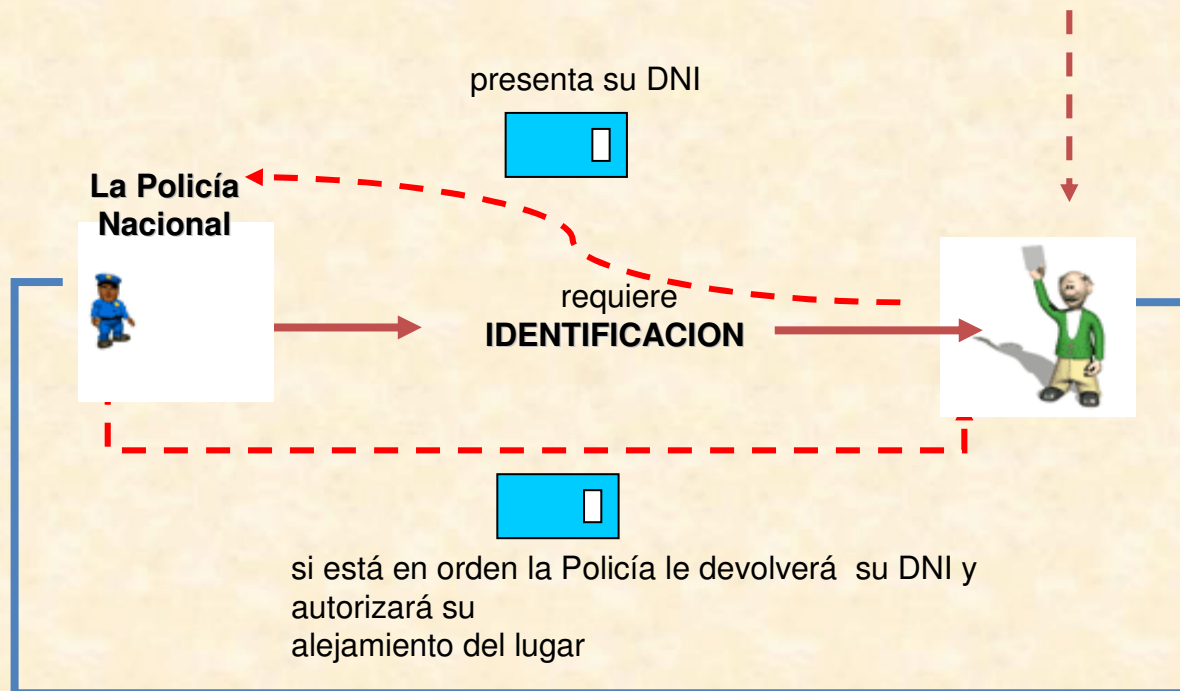 presenta su DNI
La Policía
Nacional
requiere
IDENTIFICACION
si está en orden la Policía le devolverá su DNI y
autorizará su
alejamiento del lugar